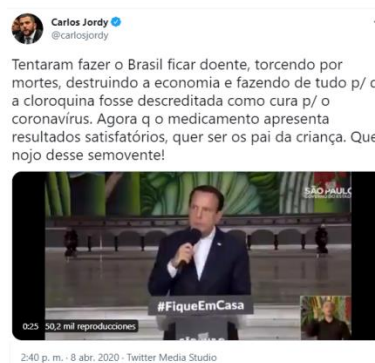 Carlos Jordy
@carlosjordy
Tentaram fazer o Brasil ficar doente, torcendo por
mortes, destruindo a economia e fazendo de tudo p/
a cloroquina fosse descreditada como cura p/ o
coronavírus. Agora q o medicamento apresenta
resultados satisfatórios, quer ser os pai da criança. Que
nojo desse semovente!
SÃO PAULO
#FiqueEmCasa
0:25 50,2 mil reproducciones
2:40 p. m. · 8 abr. 2020 · Twitter Media Studio